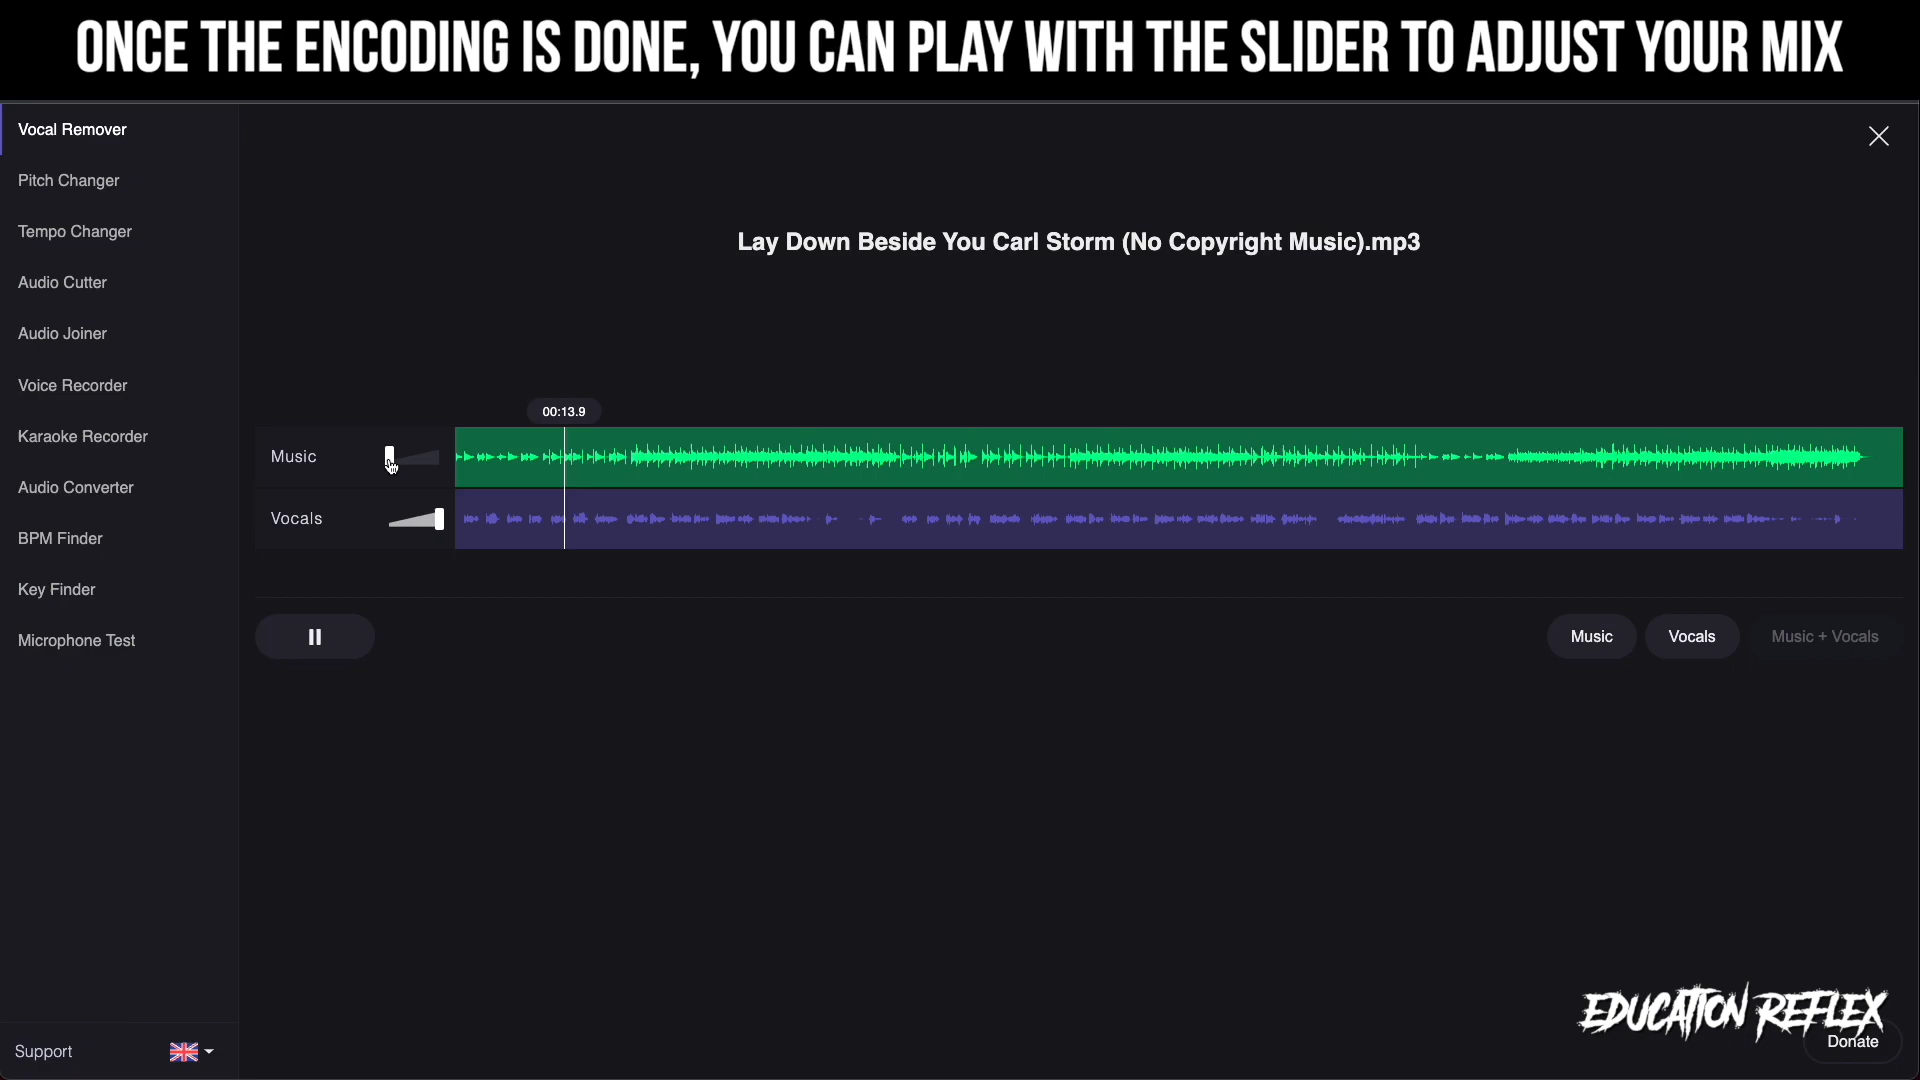 ONCE THE ENCODING IS DONE, YOU CAN PLAY WITH THE SLIDER TO ADJUST YOUR MIX
Vocal Remover
Pitch Changer
Tempo Changer
Audio Cutter
Audio Joiner
Voice Recorder
Karaoke Recorder
Audio Converter
BPM Finder
Key Finder
Microphone Test
Support
Lay Down Beside You Carl Storm (No Copyright Music).mp3
00:13.9
Music
Vocals
Music Vocals Music + Vocals
EDUCATION REFLEX
Donate